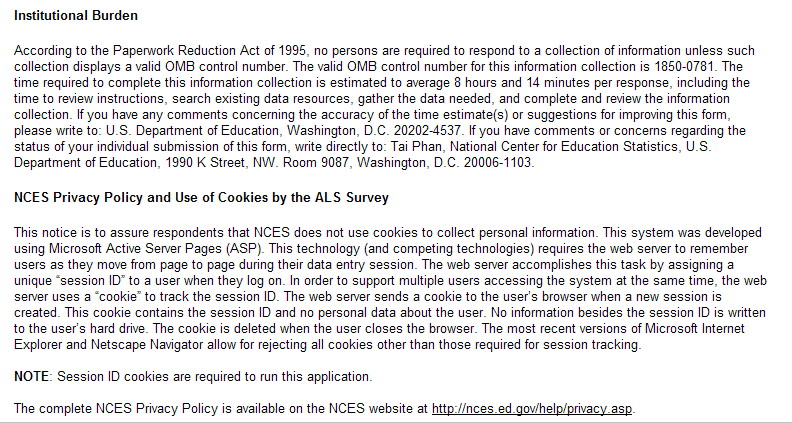 Institutional Burden
According to the Paperwork Reduction Act of 1995, no persons are required to respond to a collection of information unless such
collection displays a valid OMB control number. The valid OMB control number for this information collection is 1850-0781. The
time required to complete this information collection is estimated to average 8 hours and 14 minutes per response, including the
time to review instructions, search existing data resources, gather the data needed, and complete and review the information
collection. If you have any comments concerning the accuracy of the time estimate(s) or suggestions for improving this form,
please write to: U.S. Department of Education, Washington, D.C. 20202-4537. If you have comments or concerns regarding the
status of your individual submission of this form, write directly to: Tai Phan, National Center for Education Statistics, U.S.
Department of Education, 1990 K Street, NW. Room 9087, Washington, D.C. 20006-1103.
NCES Privacy Policy and Use of Cookies by the ALS Survey
This notice is to assure respondents that NCES does not use cookies to collect personal information. This system was developed
using Microsoft Active Server Pages (ASP). This technology (and competing technologies) requires the web server to remember
users as they move from page to page during their data entry session. The web server accomplishes this task by assigning a
unique “session ID” to a user when they log on. In order to support multiple users accessing the system at the same time, the web
server uses a “cookie” to track the session ID. The web server sends a cookie to the user’s browser when a new session is
created. This cookie contains the session ID and no personal data about the user. No information besides the session ID is written
to the user’s hard drive. The cookie is deleted when the user closes the browser. The most recent versions of Microsoft Internet
Explorer and Netscape Navigator allow for rejecting all cookies other than those required for session tracking.
NOTE: Session ID cookies are required to run this application.
The complete NCES Privacy Policy is available on the NCES website at http://nces.ed.gov/help/privacy.asp.